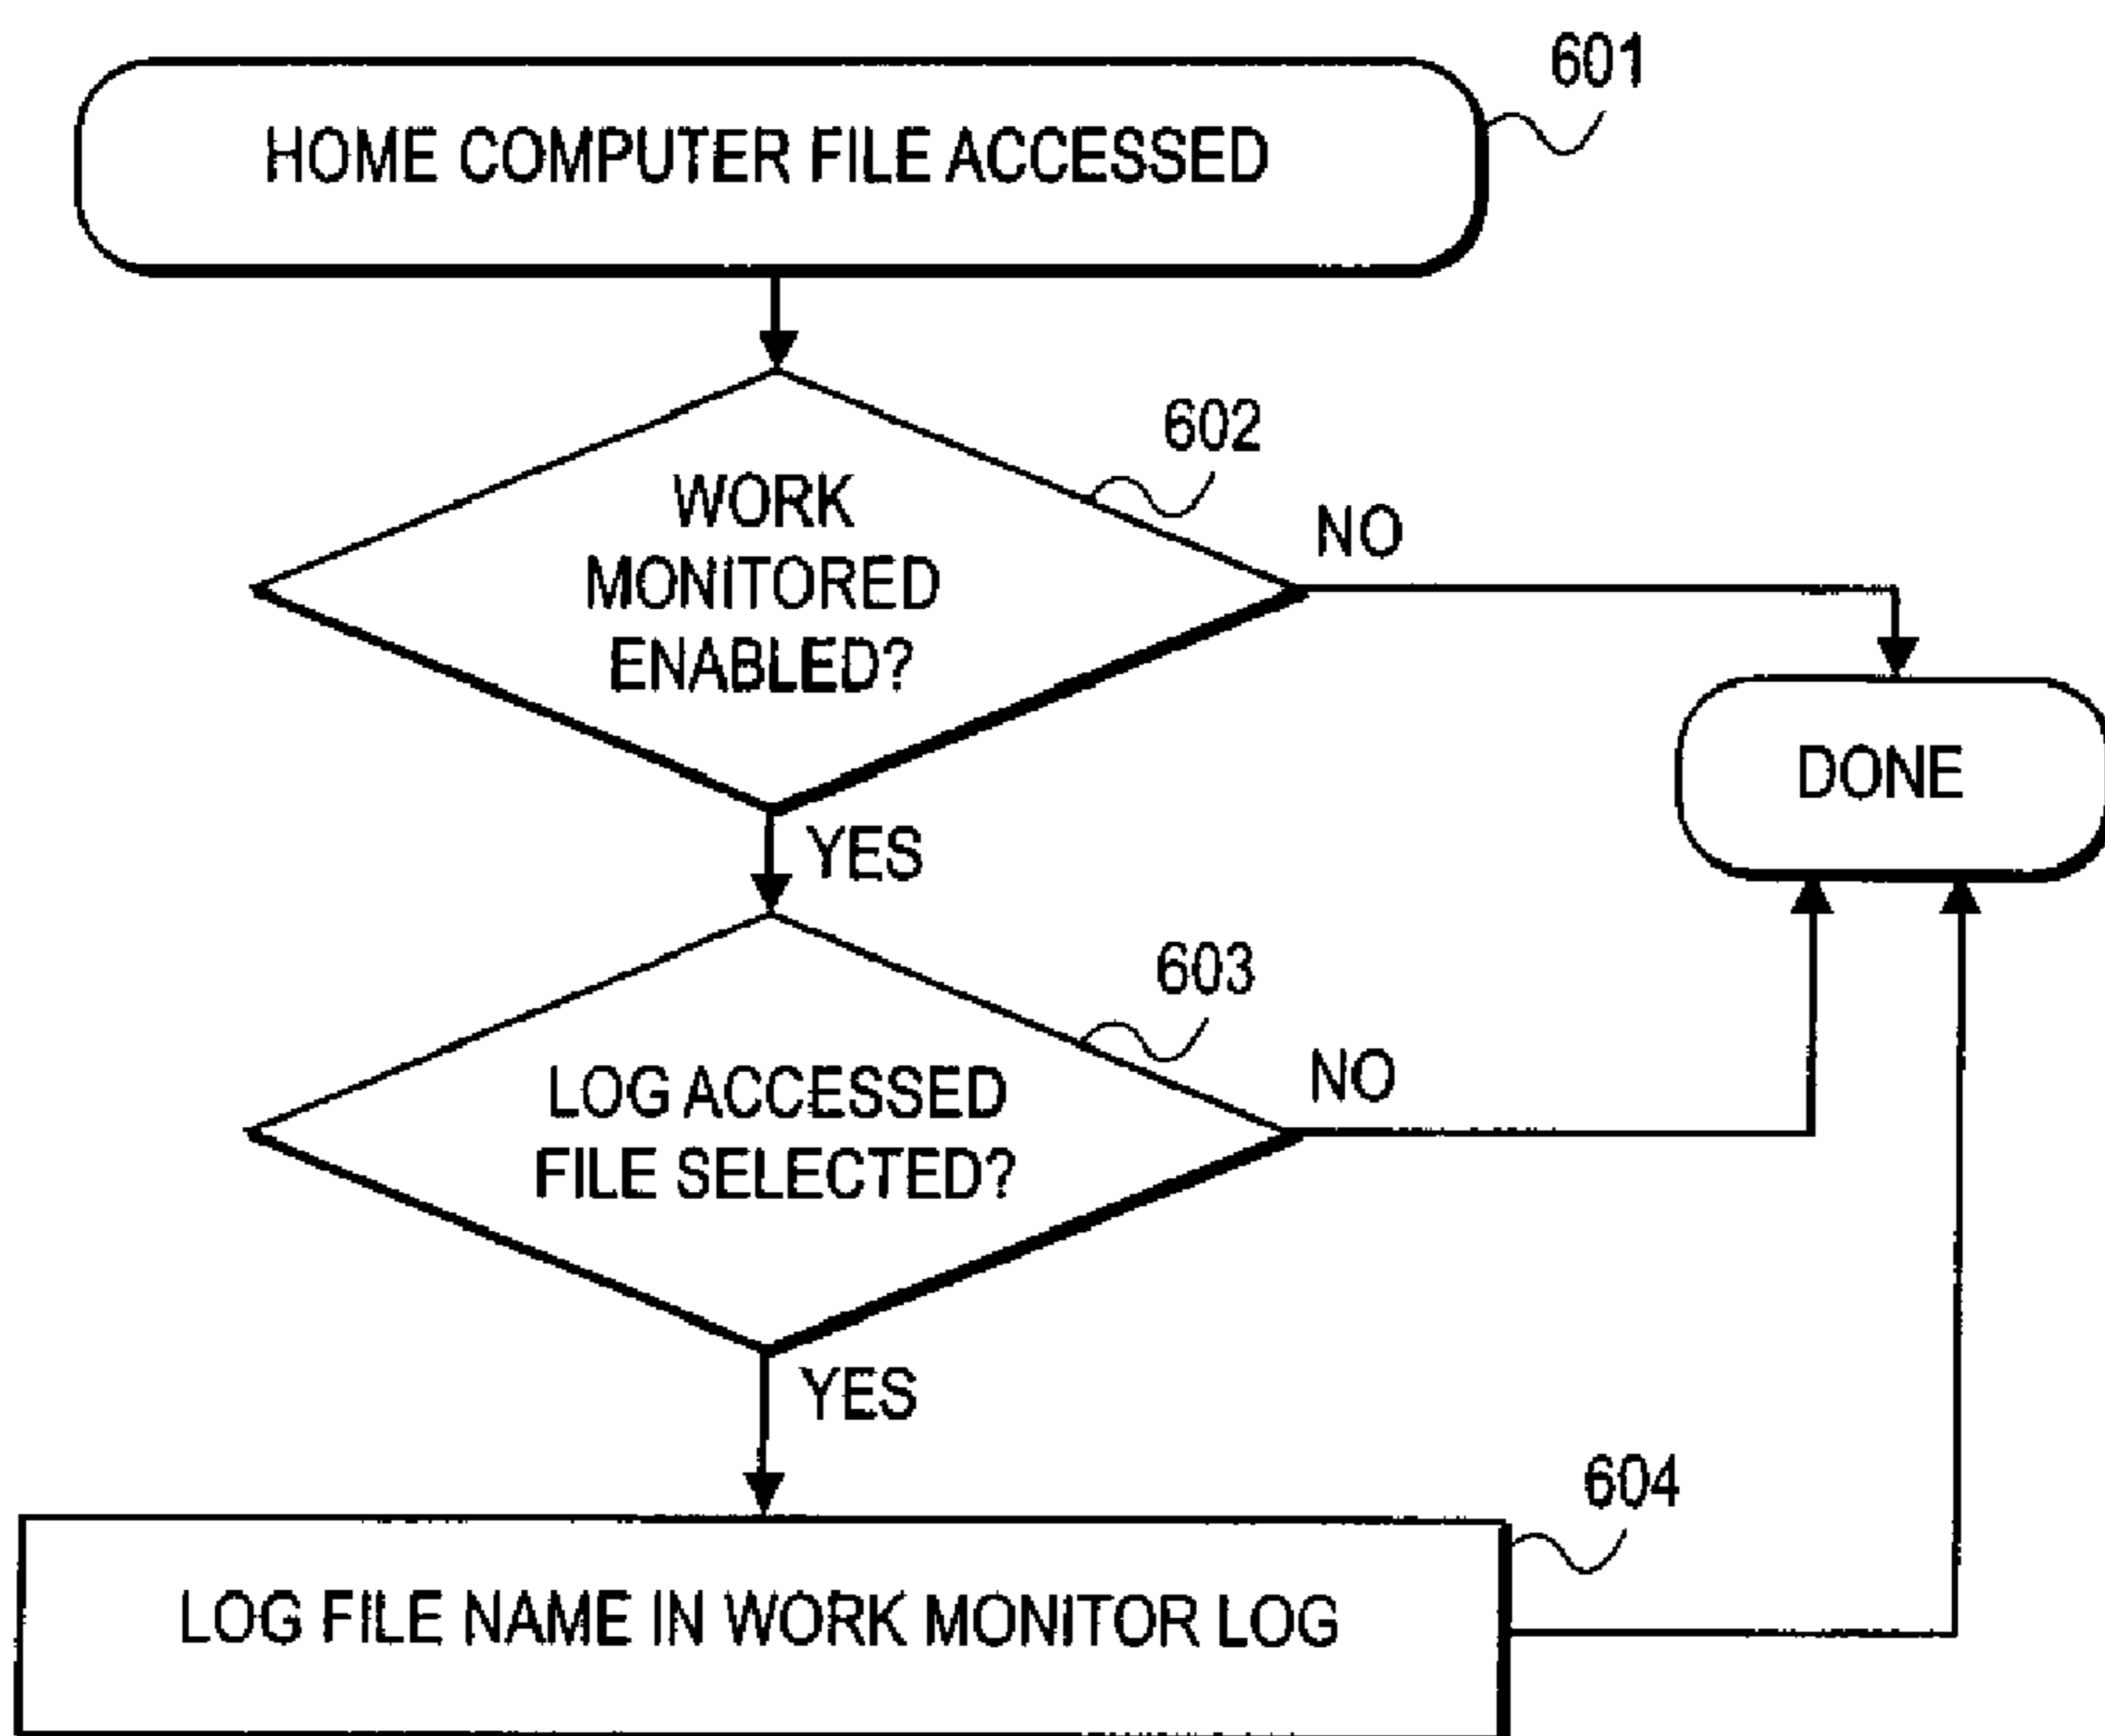 601
HOME COMPUTER FILE ACCESSED
602
WORK
MONITORED
ENABLED?
NO
DONE
YES
603
LOG ACCESSED
FILE SELECTED?
NO
YES
604
LOG FILE NAME IN WORK MONITOR LOG